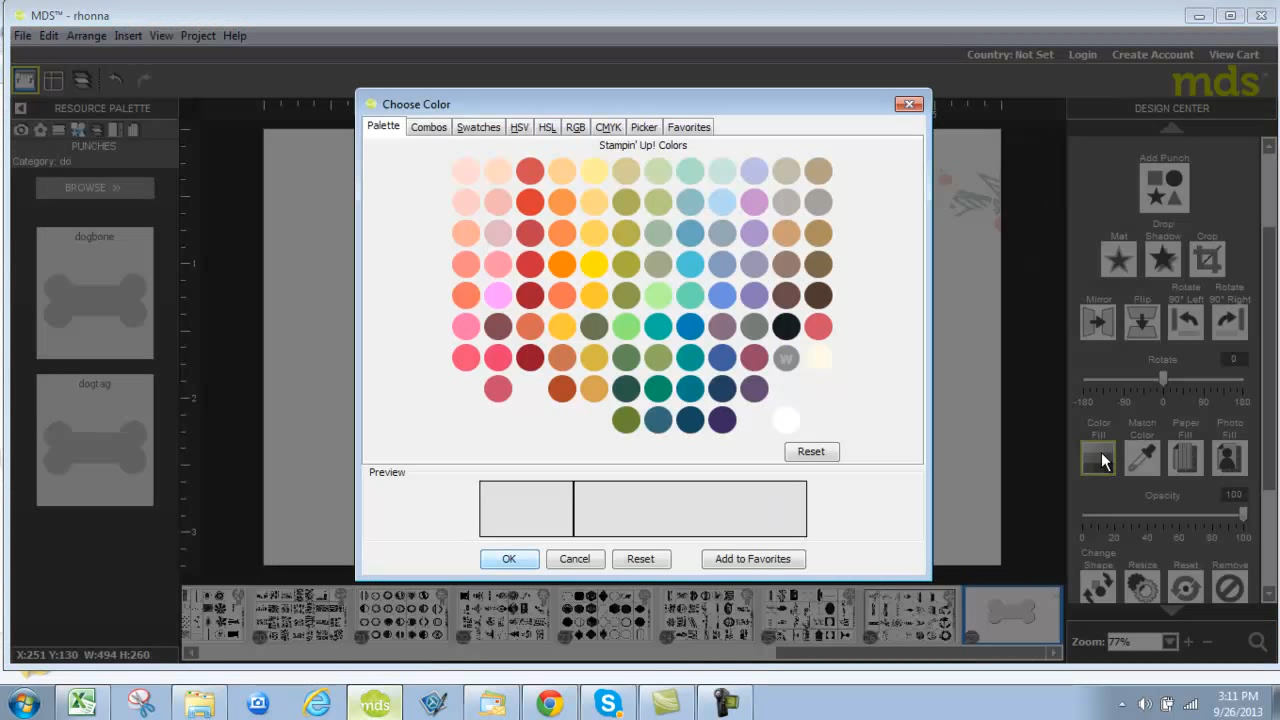 MDS™ - rhonna
File Edit Arrange Insert View Project Help
Country: Not Set Login Create Account View Cart
mds
RESOURCE PALETTE
PUNCHES
Category: do
BROWSE >>
dogbone
dogtag
X:251 Y:130 W:494 H:260
Choose Color
Palette Combos Swatches HSV HSL RGB CMYK Picker Favorites
Stampin' Up! Colors
W
Reset
Preview
OK Cancel Reset Add to Favorites
1
2
3
DESIGN CENTER
Add Punch
Mat Drop Shadow Crop
Mirror Flip Rotate 90° Left Rotate 90° Right
Rotate 0
-180 -90 0 90 180
Color Fill Match Color Paper Fill Photo Fill
Opacity 100
0 20 40 60 80 100
Change Shape Resize Reset Remove
Zoom: 77%
mds
3:11 PM
9/26/2013